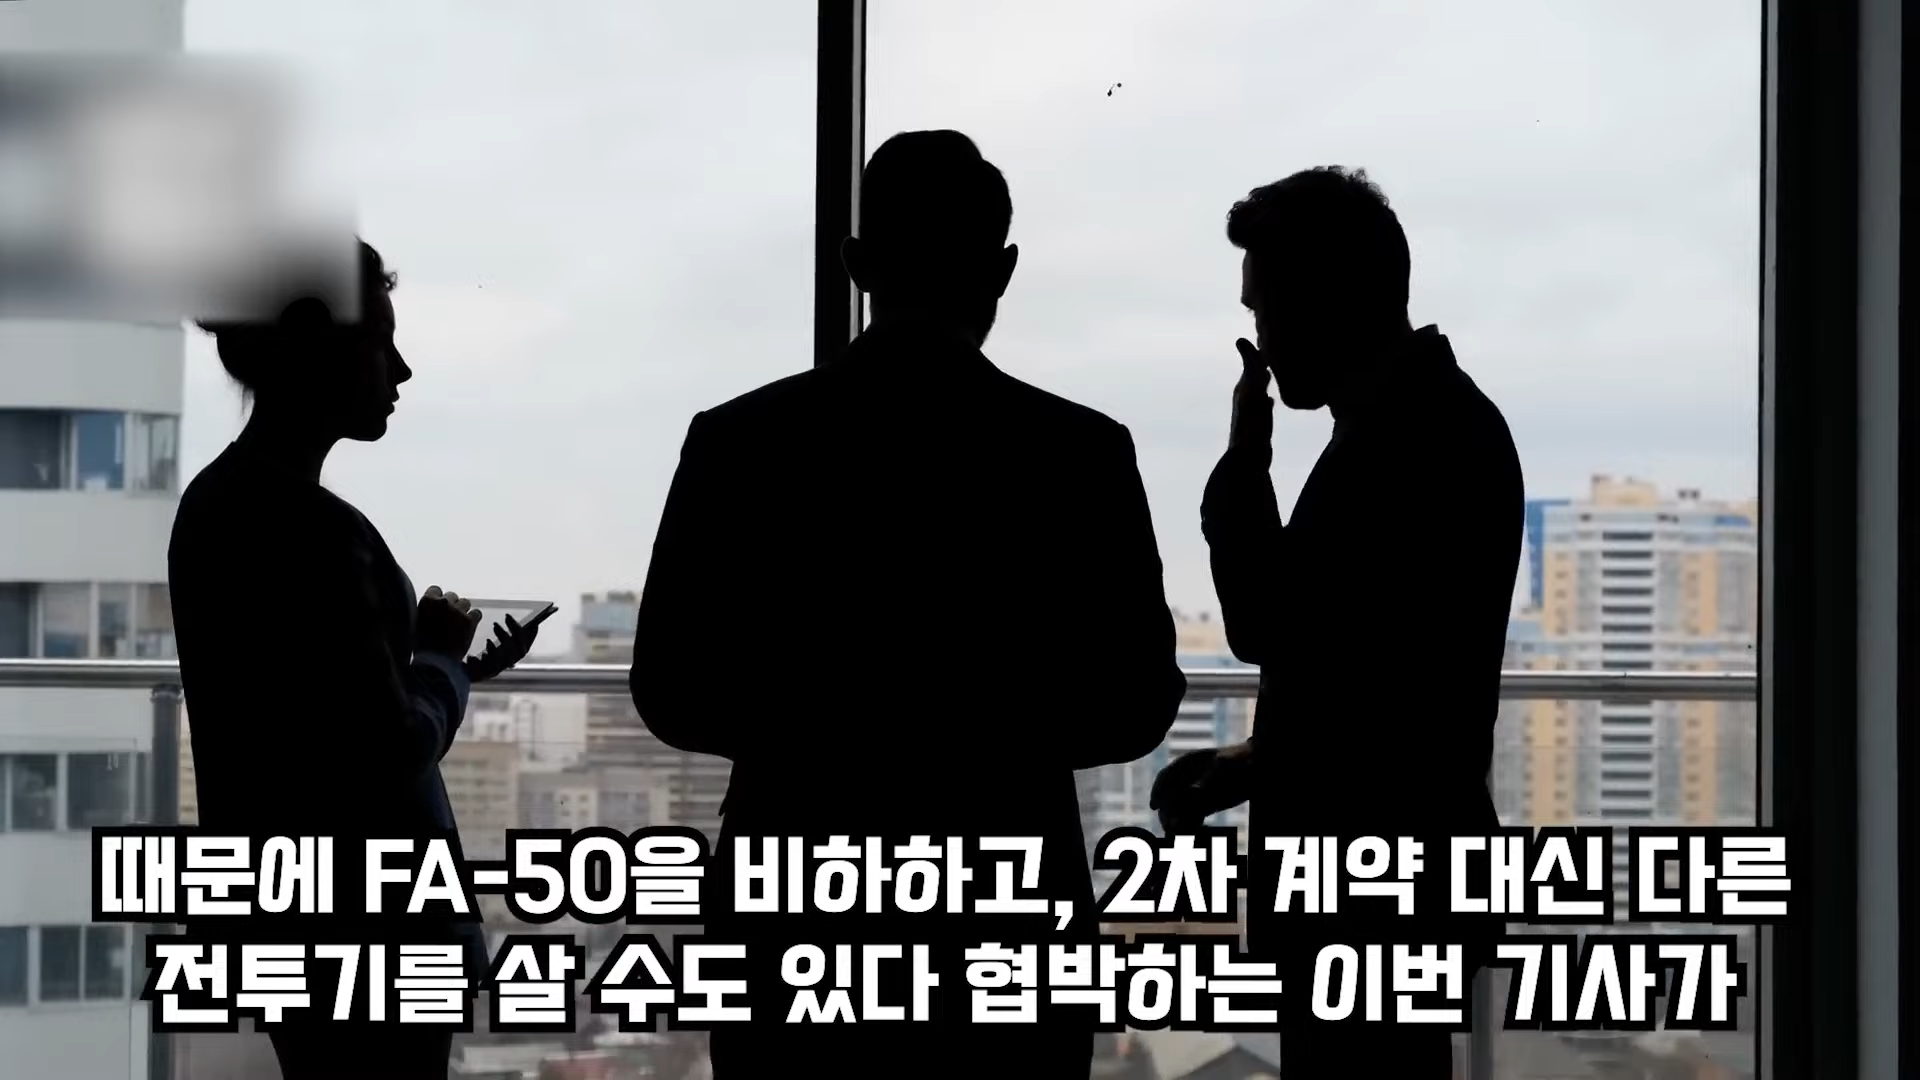 때문에 FA-50을 비하하고, 2차 계약 대신 다른
전투기를 살 수도 있다 협박하는 이번 기사가